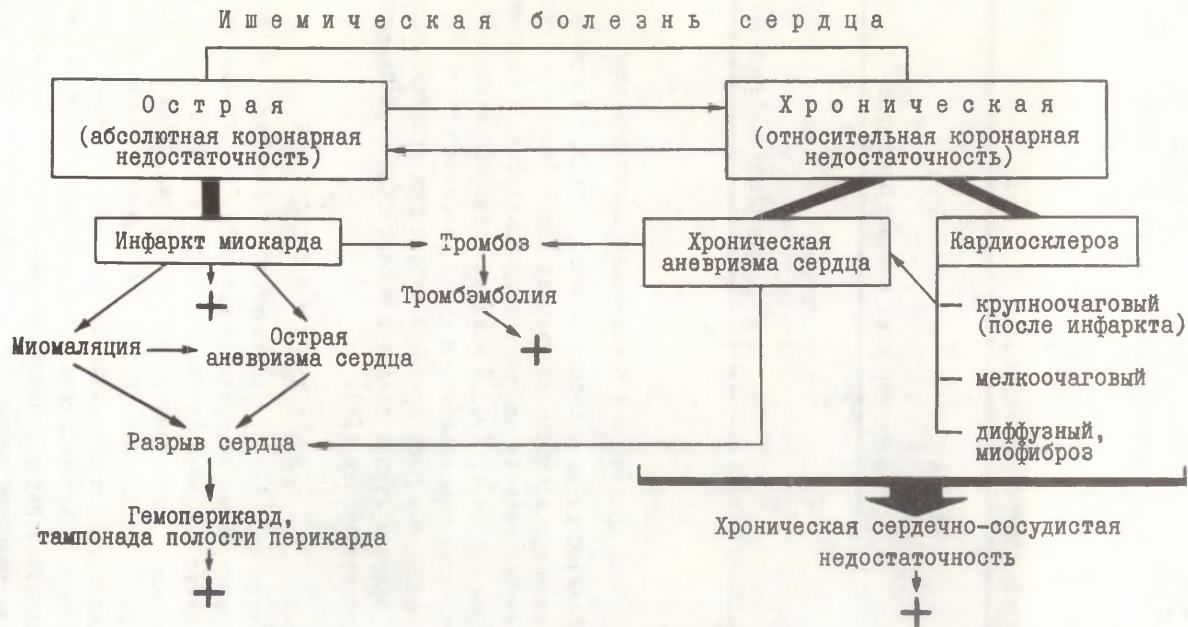 Ишемическая болезнь сердца
Острая
(абсолютная коронарная
недостаточность)
Хроническая
(относительная коронарная
недостаточность)
Инфаркт миокарда
Тромбоз
Хроническая
аневризма сердца
Кардиосклероз
Тромбэмболия
крупноочаговый
(после инфаркта)
Миомаляция
Острая
аневризма сердца
мелкоочаговый
Разрыв сердца
диффузный,
миофиброз
Гемоперикард,
тампонада полости перикарда
Хроническая сердечно-сосудистая
недостаточность